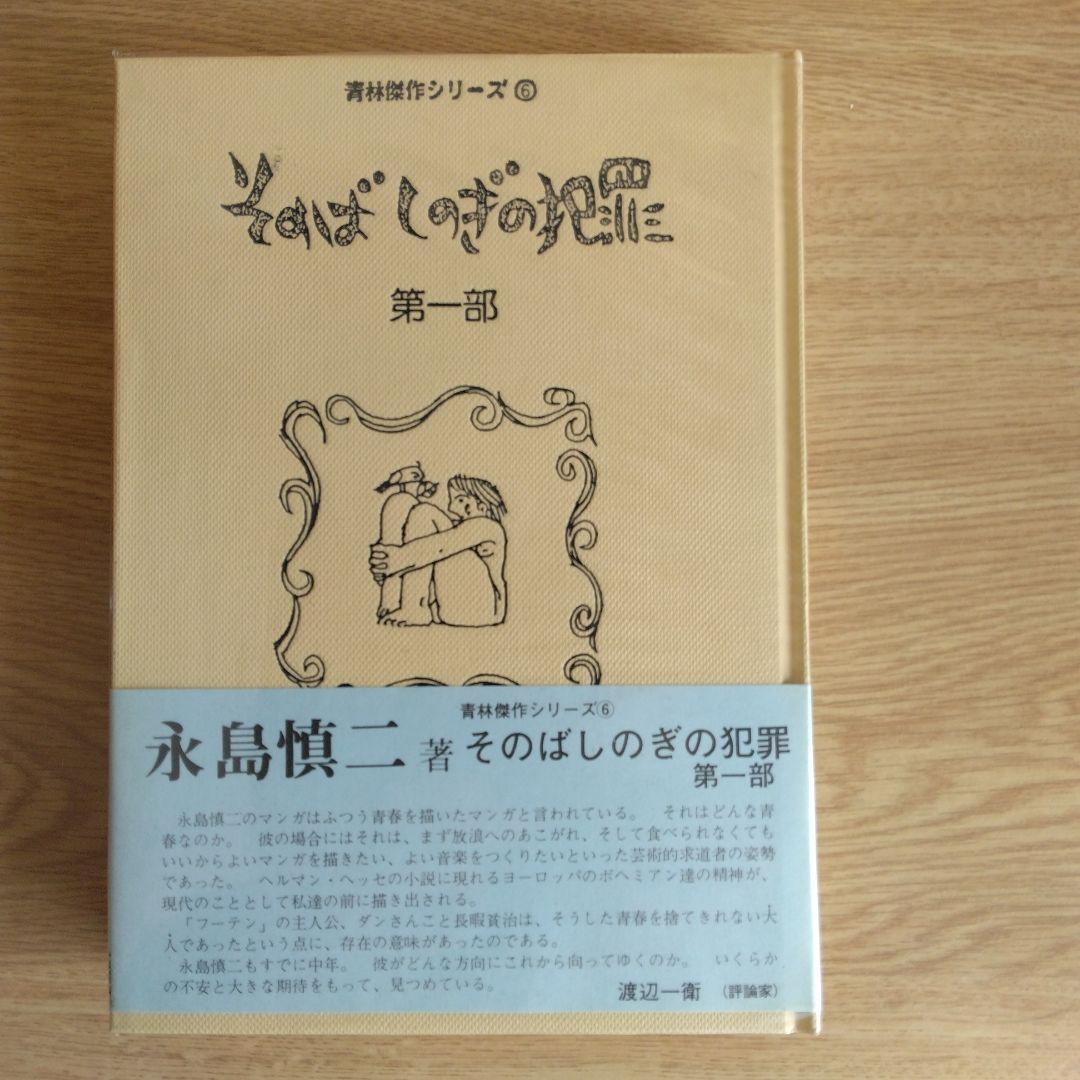 青林傑作シリーズ⑥
そのばしのぎの犯罪
第一部
青林傑作シリーズ⑥
永島慎二 著 そのばしのぎの犯罪
第一部
永島慎二のマンガはふつう青春を描いたマンガと言われている。 それはどんな青
春なのか。 彼の場合にはそれは、まず放浪へのあこがれ、そして食べられなくても
いいからよいマンガを描きたい、よい音楽をつくりたいといった芸術的求道者の姿勢
であった。 ヘルマン・ヘッセの小説に現れるヨーロッパのボヘミアン達の精神が、
現代のこととして私達の前に描き出される。
「フーテン」の主人公、ダンさんこと長暇貧治は、そうした青春を捨てきれない大
人であったという点に、存在の意味があったのである。
永島慎二もすでに中年。 彼がどんな方向にこれから向ってゆくのか。 いくらか
の不安と大きな期待をもって、見つめている。
渡辺一衛 (評論家)